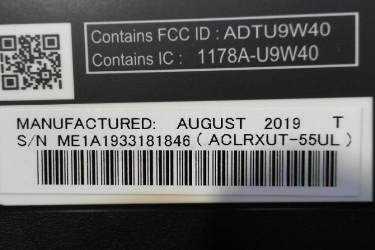 Contains FCC ID : ADTU9W40
Contains IC : 1178A-U9W40
MANUFACTURED: AUGUST 2019 T
S/N ME1A1933181846 ( ACLRXUT-55UL )